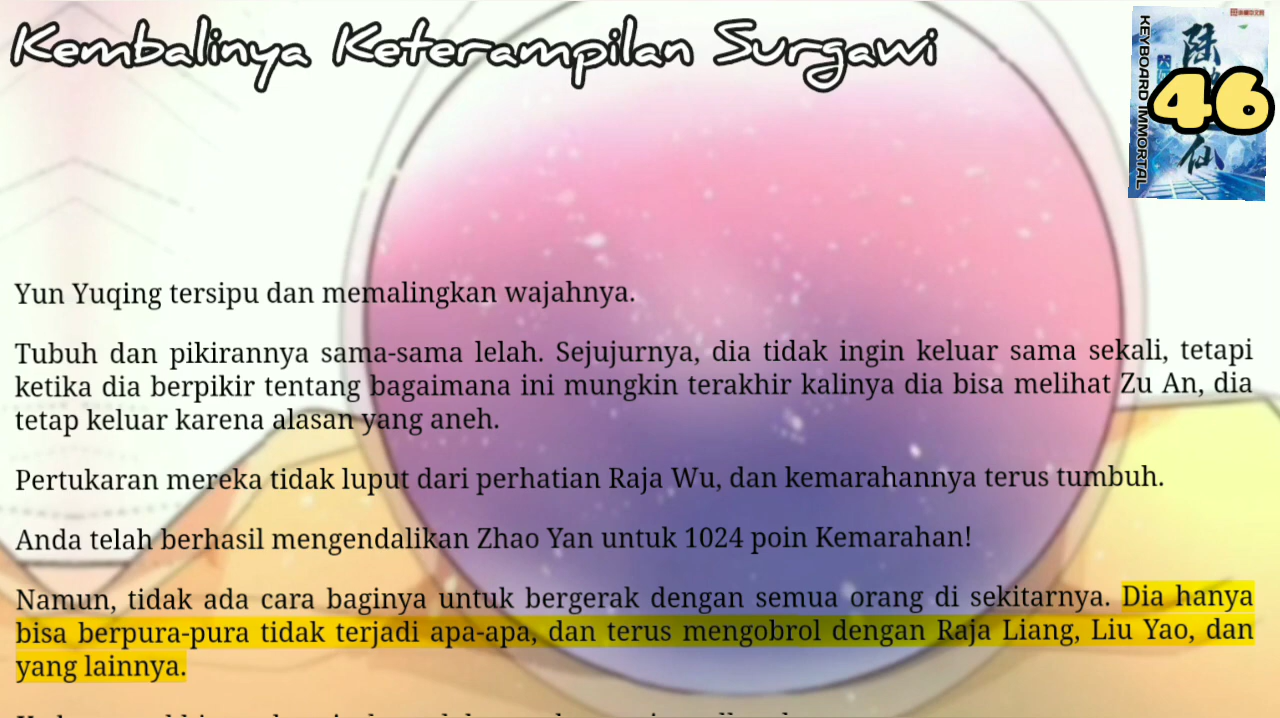 Kembalinya Keterampilan Surgawi
KEYBOARD IMMORTAL
46
Yun Yuqing tersipu dan memalingkan wajahnya.
Tubuh dan pikirannya sama-sama lelah. Sejujurnya, dia tidak ingin keluar sama sekali, tetapi
ketika dia berpikir tentang bagaimana ini mungkin terakhir kalinya dia bisa melihat Zu An, dia
tetap keluar karena alasan yang aneh.
Pertukaran mereka tidak luput dari perhatian Raja Wu, dan kemarahannya terus tumbuh.
Anda telah berhasil mengendalikan Zhao Yan untuk 1024 poin Kemarahan!
Namun, tidak ada cara baginya untuk bergerak dengan semua orang di sekitarnya. Dia hanya
bisa berpura-pura tidak terjadi apa-apa, dan terus mengobrol dengan Raja Liang, Liu Yao, dan
yang lainnya.